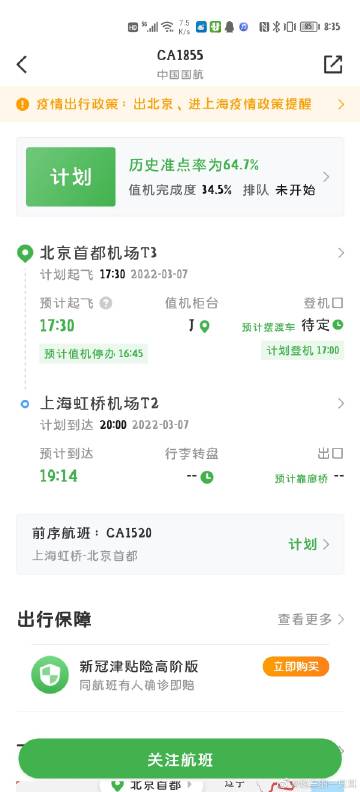 HD 5G 7.5 K/s N 85 8:35
CA1855
中国国航
疫情出行政策：出北京、进上海疫情政策提醒
计划
历史准点率为64.7%
值机完成度 34.5% 排队 未开始
北京首都机场T3
计划起飞 17:30 2022-03-07
预计起飞 ? 值机柜台 登机口
17:30 J 预计摆渡车 待定
预计值机停办 16:45 计划登机 17:00
上海虹桥机场T2
计划到达 20:00 2022-03-07
预计到达 行李转盘 出口
19:14 -- 预计靠廊桥 --
前序航班：CA1520
上海虹桥-北京首都
计划
出行保障 查看更多
新冠津贴险高阶版
同航班有人确诊即赔
立即购买
关注航班
北京首都
辽宁